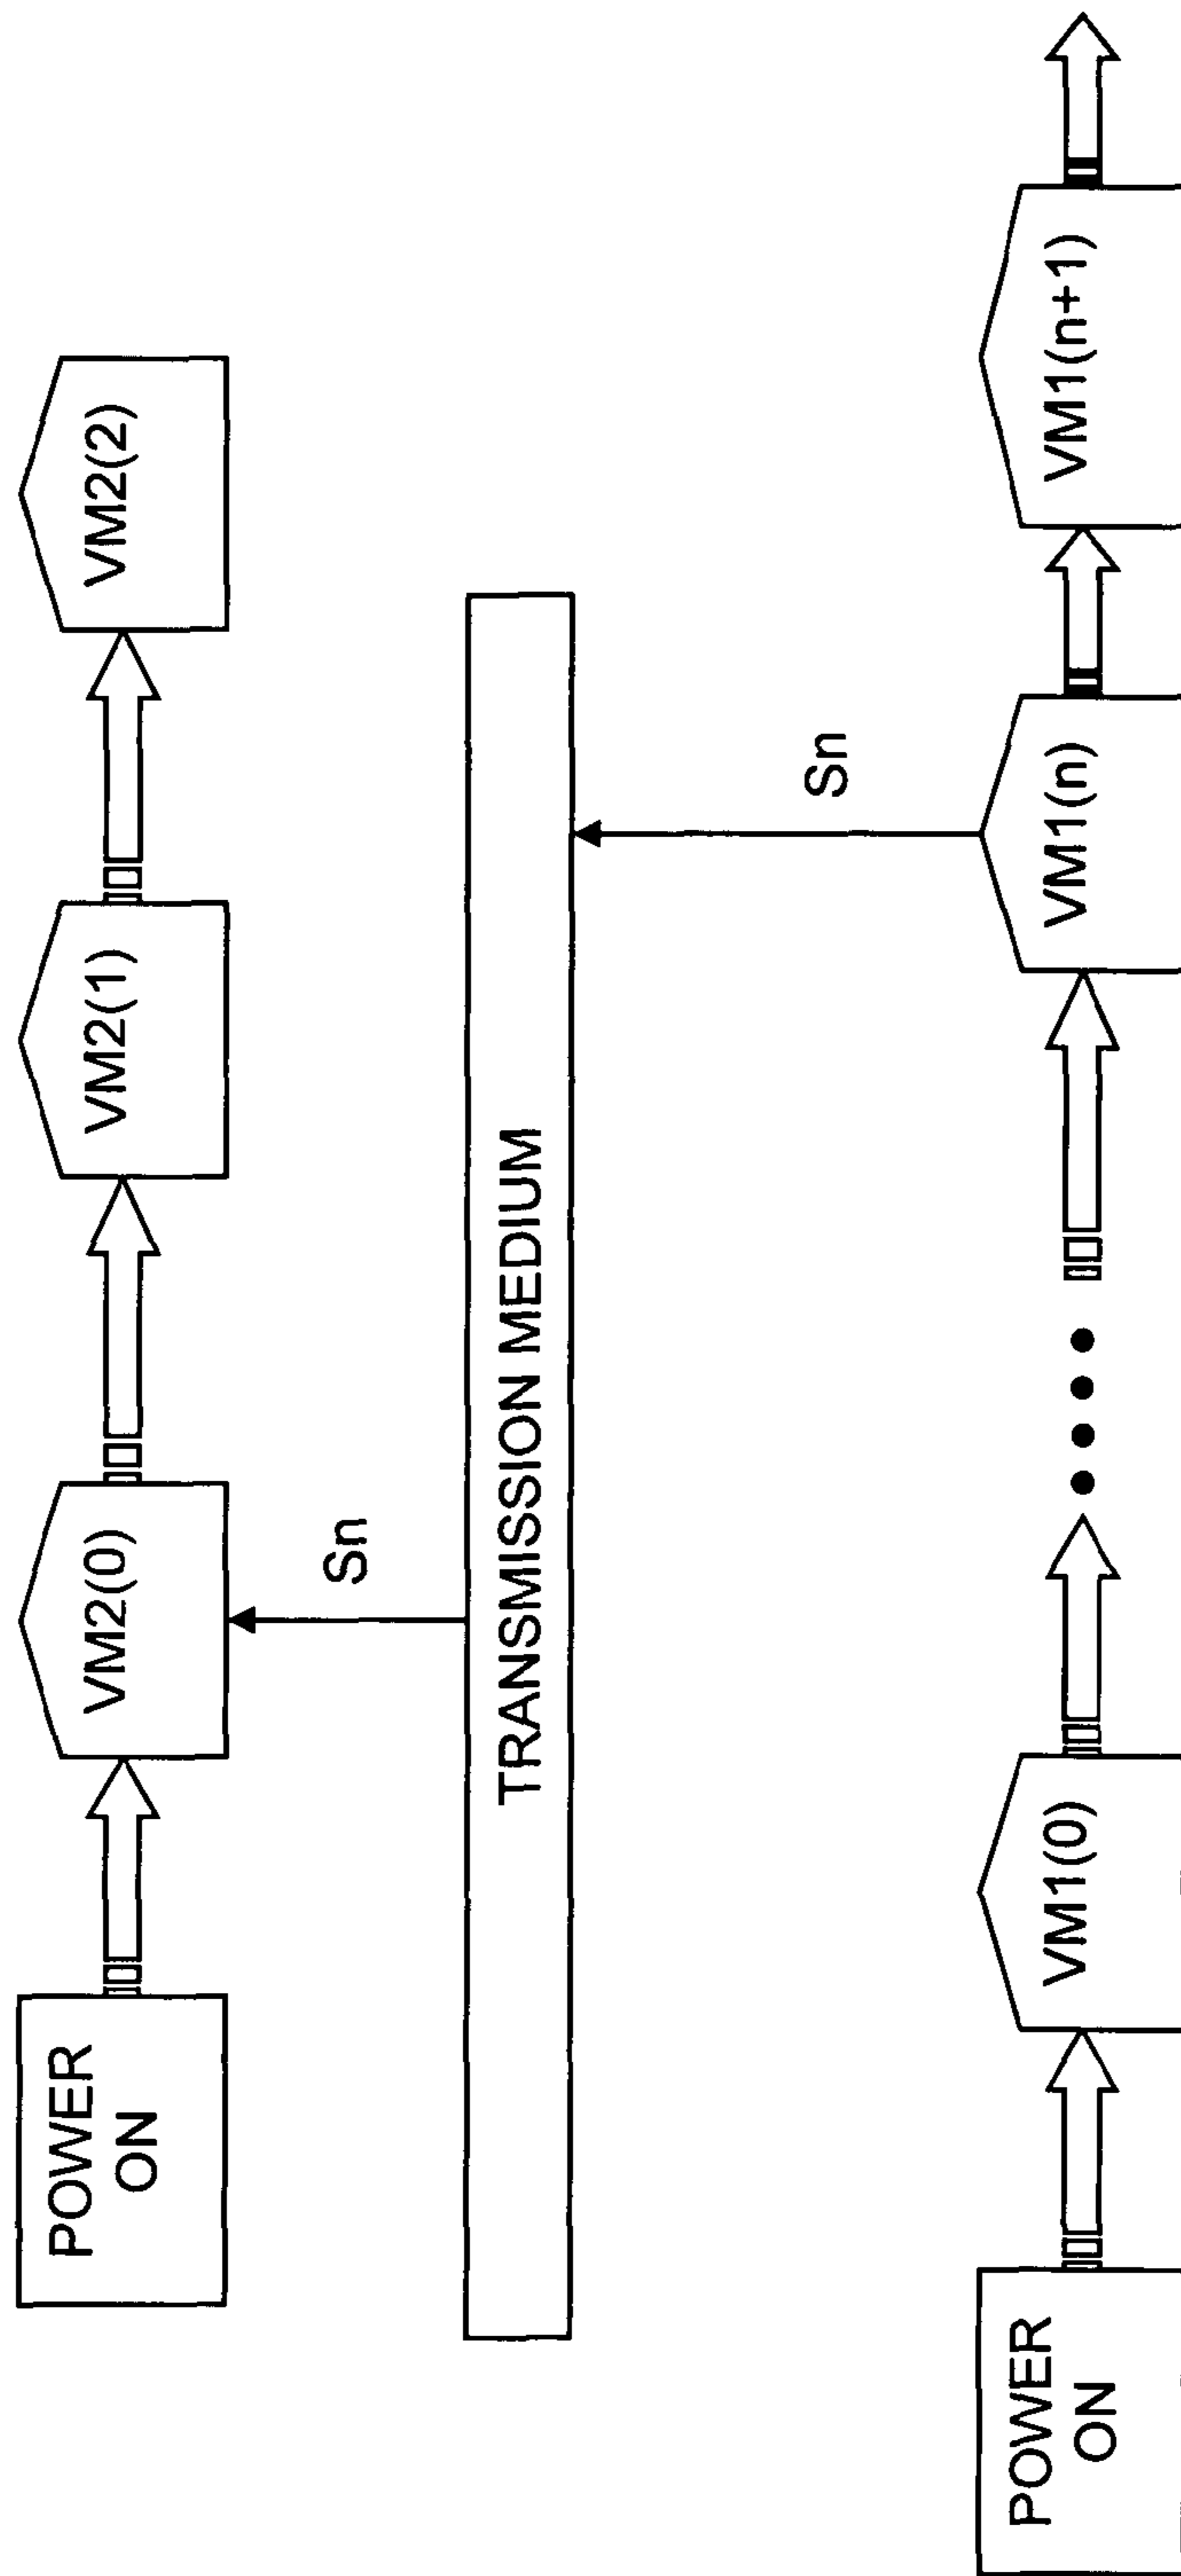 POWER
ON
VM2(0)
VM2(1)
VM2(2)
Sn
TRANSMISSION MEDIUM
Sn
POWER
ON
VM1(0)
VM1(n)
VM1(n+1)